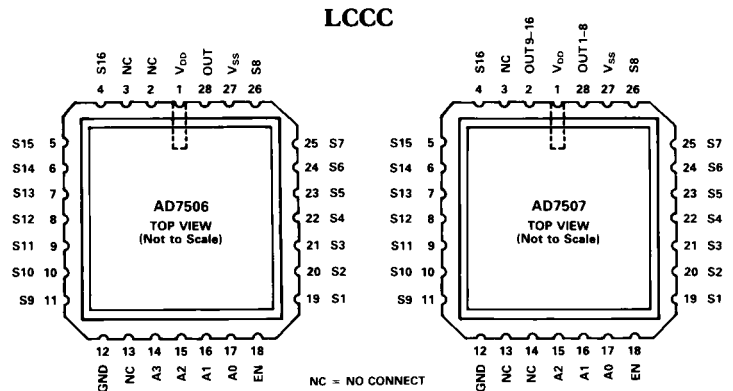 LCCC
S16 NC NC VDD OUT VSS S8
4 3 2 1 28 27 26
S15 5
S14 6
S13 7
S12 8
S11 9
S10 10
S9 11
AD7506
TOP VIEW
(Not to Scale)
25 S7
24 S6
23 S5
22 S4
21 S3
20 S2
19 S1
12 13 14 15 16 17 18
GND NC A3 A2 A1 A0 EN
S16 NC OUT 9–16 VDD OUT 1–8 VSS S8
4 3 2 1 28 27 26
S15 5
S14 6
S13 7
S12 8
S11 9
S10 10
S9 11
AD7507
TOP VIEW
(Not to Scale)
25 S7
24 S6
23 S5
22 S4
21 S3
20 S2
19 S1
12 13 14 15 16 17 18
GND NC NC A2 A1 A0 EN
NC = NO CONNECT